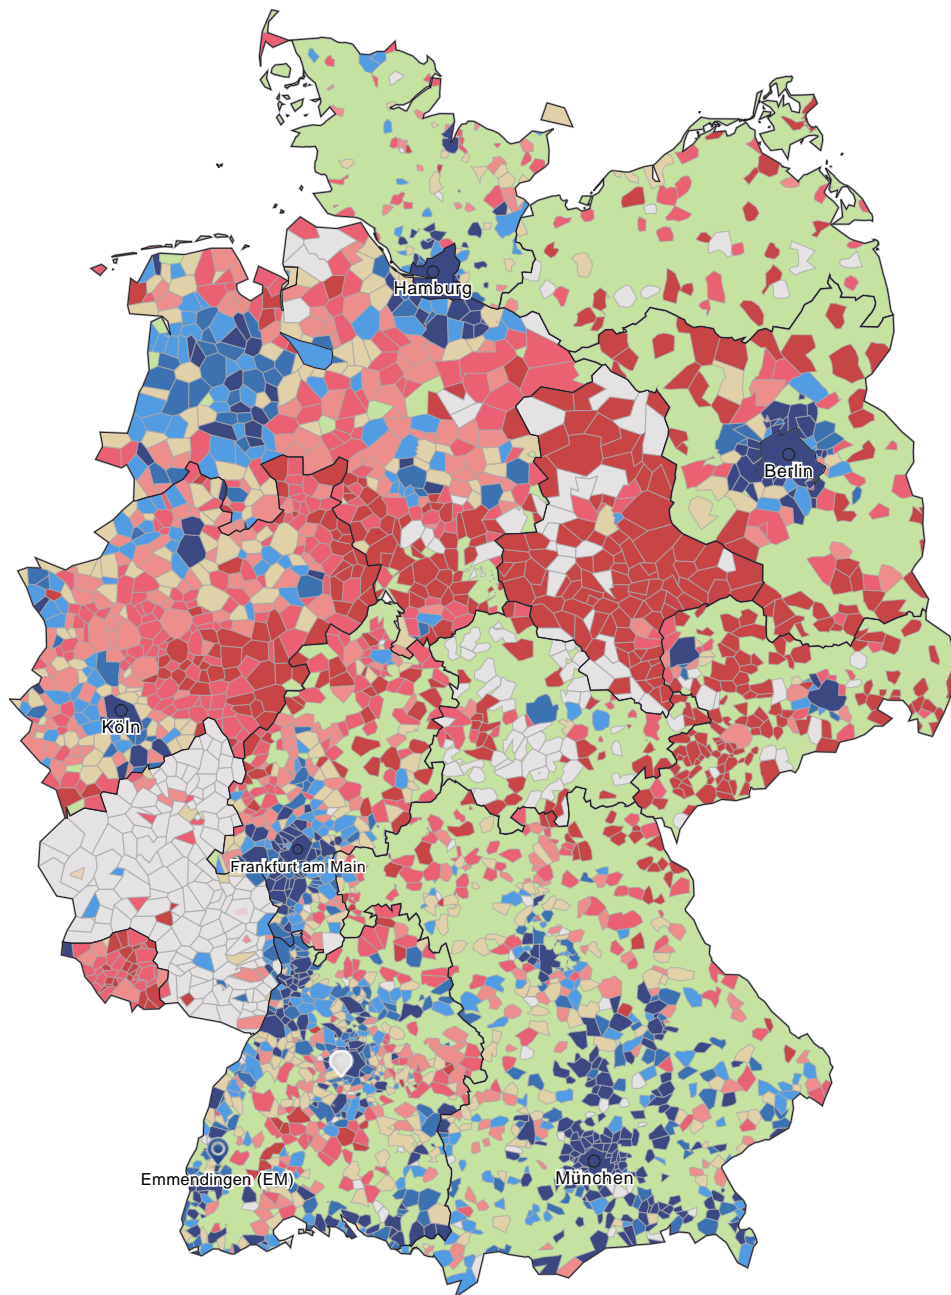 Hamburg
Berlin
Köln
Frankfurt am Main
Emmendingen (EM)
München